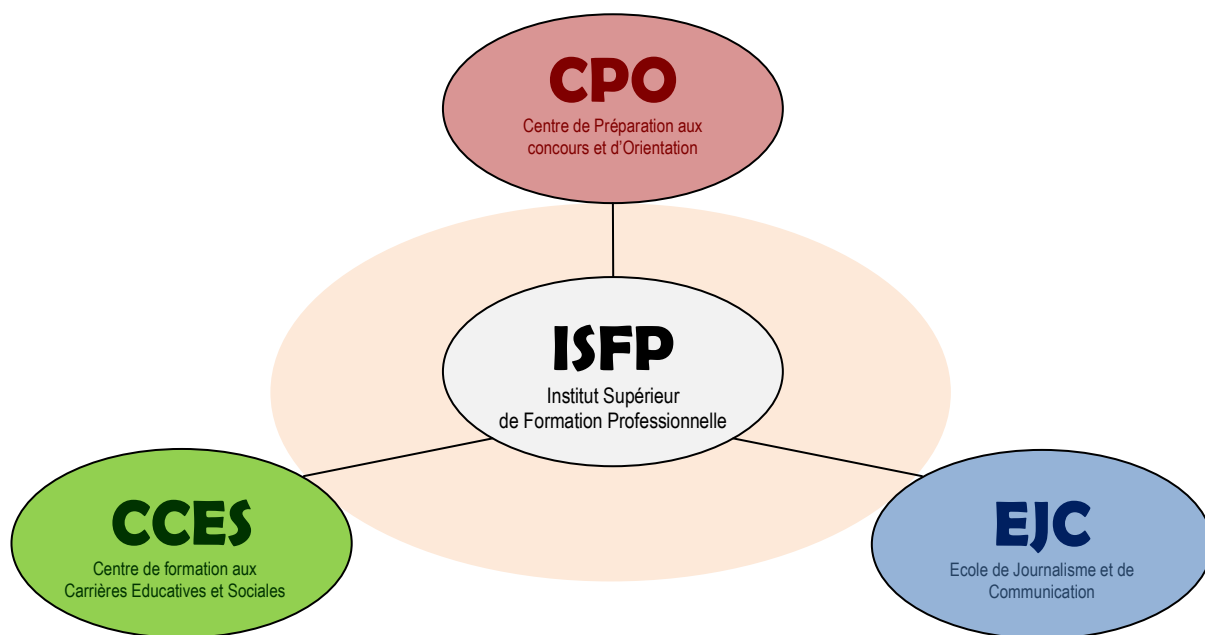 CPO
Centre de Préparation aux
concours et d’Orientation
ISFP
Institut Supérieur
de Formation Professionnelle
CCES
Centre de formation aux
Carrières Educatives et Sociales
EJC
Ecole de Journalisme et de
Communication